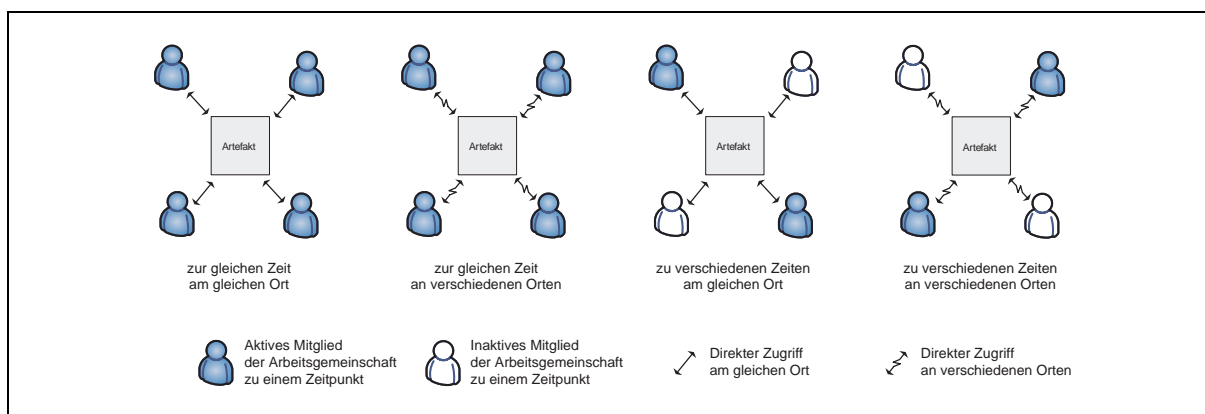 Artefakt
Artefakt
Artefakt
Artefakt
zur gleichen Zeit
am gleichen Ort
zur gleichen Zeit
an verschiedenen Orten
zu verschiedenen Zeiten
am gleichen Ort
zu verschiedenen Zeiten
an verschiedenen Orten
Aktives Mitglied
der Arbeitsgemeinschaft
zu einem Zeitpunkt
Inaktives Mitglied
der Arbeitsgemeinschaft
zu einem Zeitpunkt
Direkter Zugriff
am gleichen Ort
Direkter Zugriff
an verschiedenen Orten